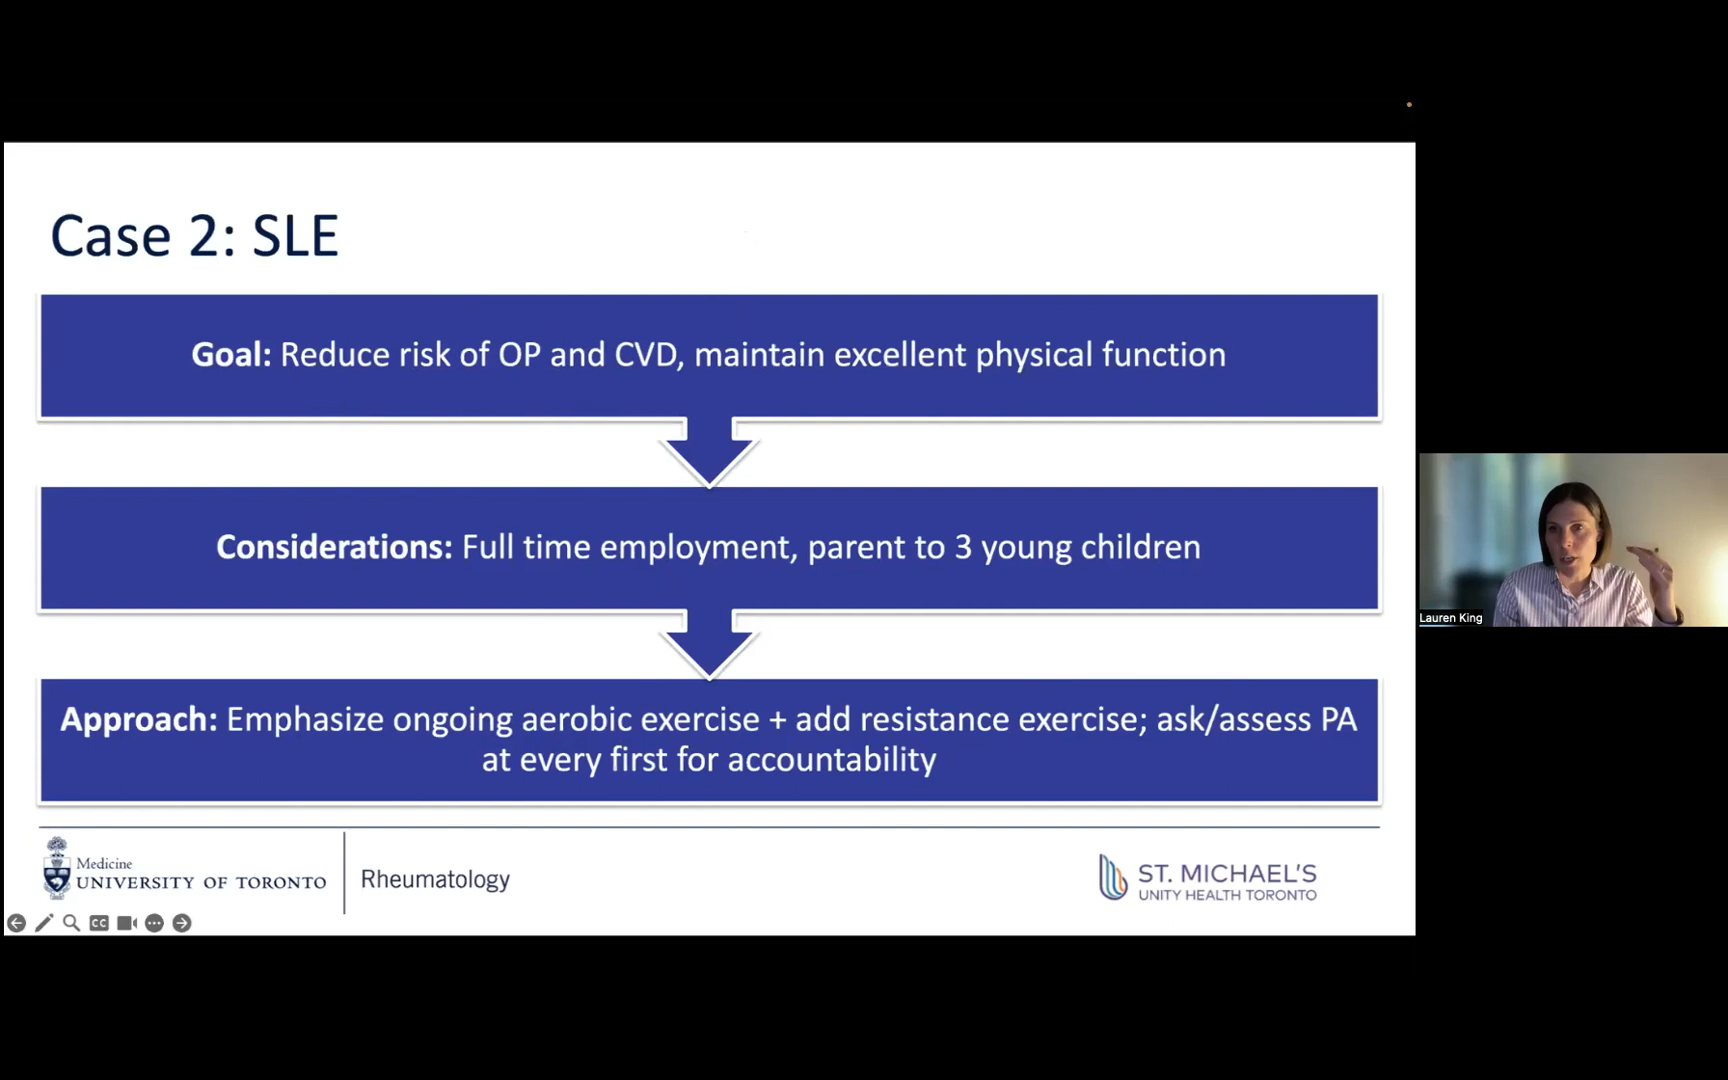 Case 2: SLE
Goal: Reduce risk of OP and CVD, maintain excellent physical function
Considerations: Full time employment, parent to 3 young children
Approach: Emphasize ongoing aerobic exercise + add resistance exercise; ask/assess PA
at every first for accountability
Medicine
UNIVERSITY OF TORONTO
Rheumatology
ST. MICHAEL'S
UNITY HEALTH TORONTO
CC
Lauren King